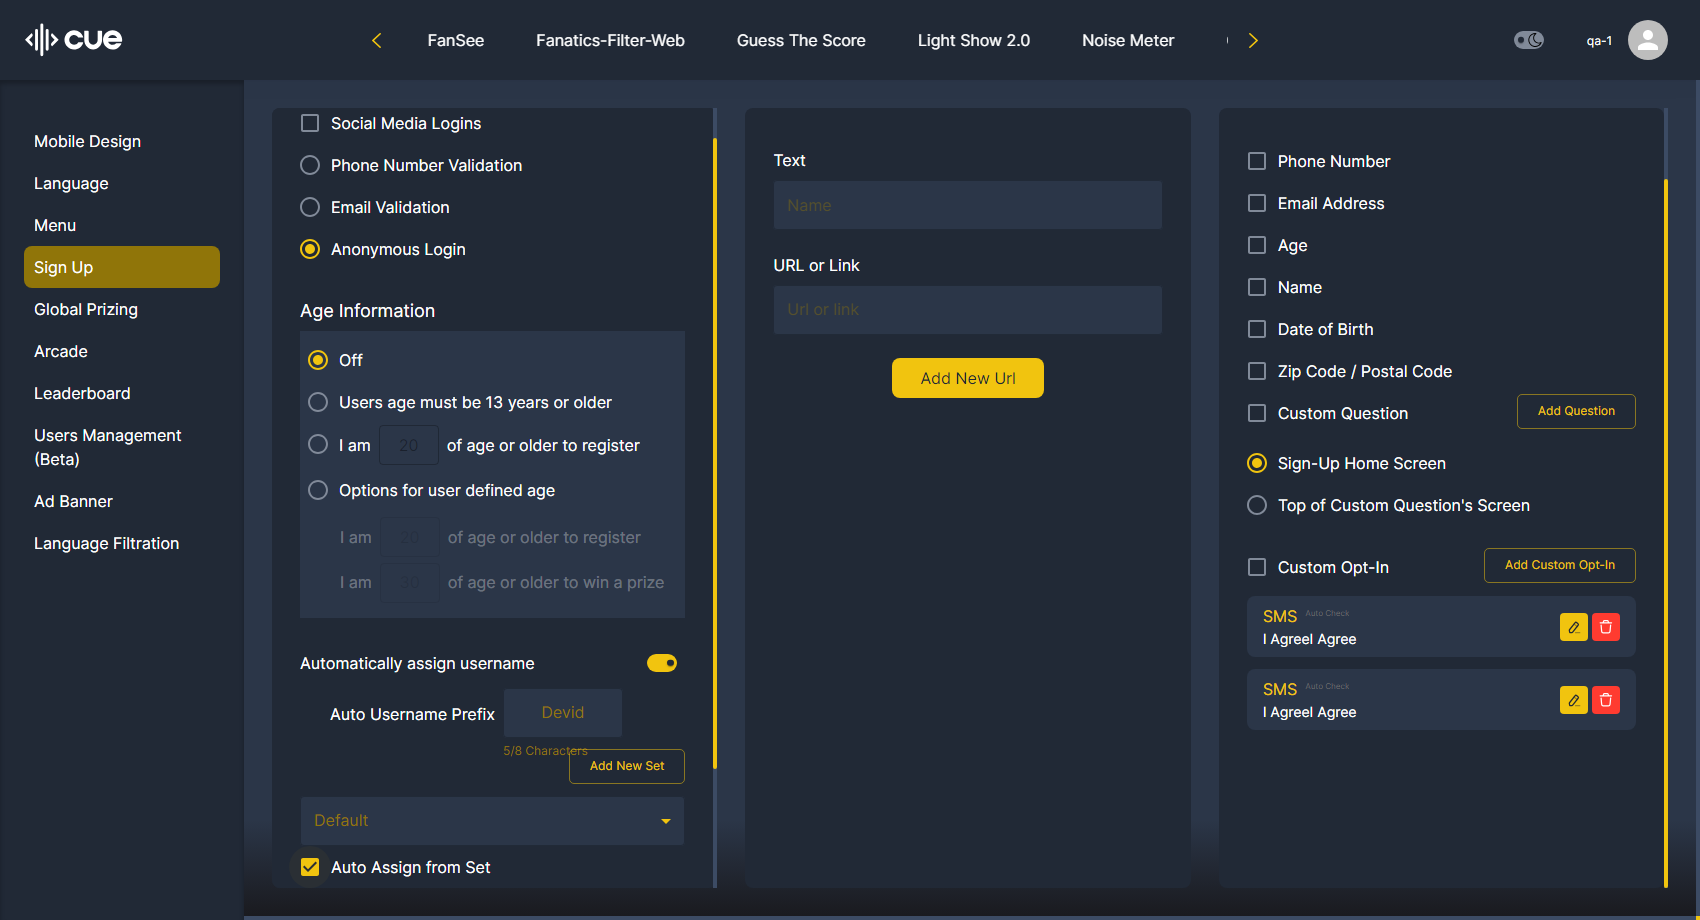 cue
FanSee
Fanatics-Filter-Web
Guess The Score
Light Show 2.0
Noise Meter
qa-1
Mobile Design
Language
Menu
Sign Up
Global Prizing
Arcade
Leaderboard
Users Management
(Beta)
Ad Banner
Language Filtration
Social Media Logins
Phone Number Validation
Email Validation
Anonymous Login
Age Information
Off
Users age must be 13 years or older
I am 20 of age or older to register
Options for user defined age
I am 20 of age or older to register
I am 30 of age or older to win a prize
Automatically assign username
Auto Username Prefix Devid
5/8 Characters
Add New Set
Default
Auto Assign from Set
Text
Name
URL or Link
Url or link
Add New Url
Phone Number
Email Address
Age
Name
Date of Birth
Zip Code / Postal Code
Custom Question Add Question
Sign-Up Home Screen
Top of Custom Question's Screen
Custom Opt-In Add Custom Opt-In
SMS Auto Check
I AgreeI Agree
SMS Auto Check
I AgreeI Agree